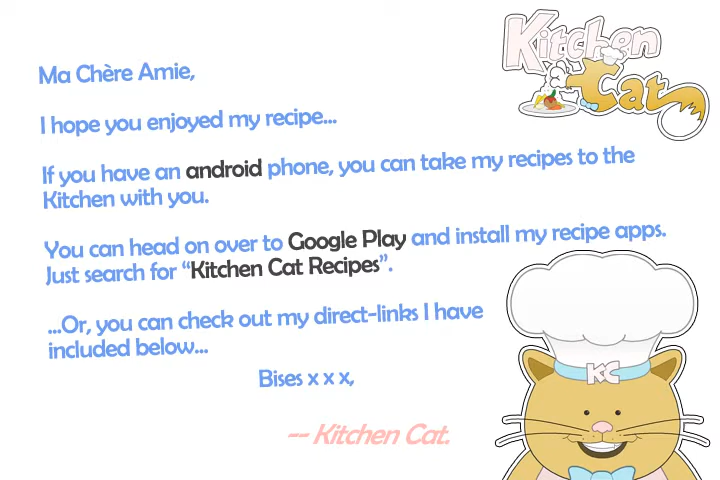 Kitchen
Cat
Ma Chère Amie,
I hope you enjoyed my recipe...
If you have an android phone, you can take my recipes to the
Kitchen with you.
You can head on over to Google Play and install my recipe apps.
Just search for “Kitchen Cat Recipes”.
...Or, you can check out my direct-links I have
included below...
Bises x x x,
-- Kitchen Cat.
KC